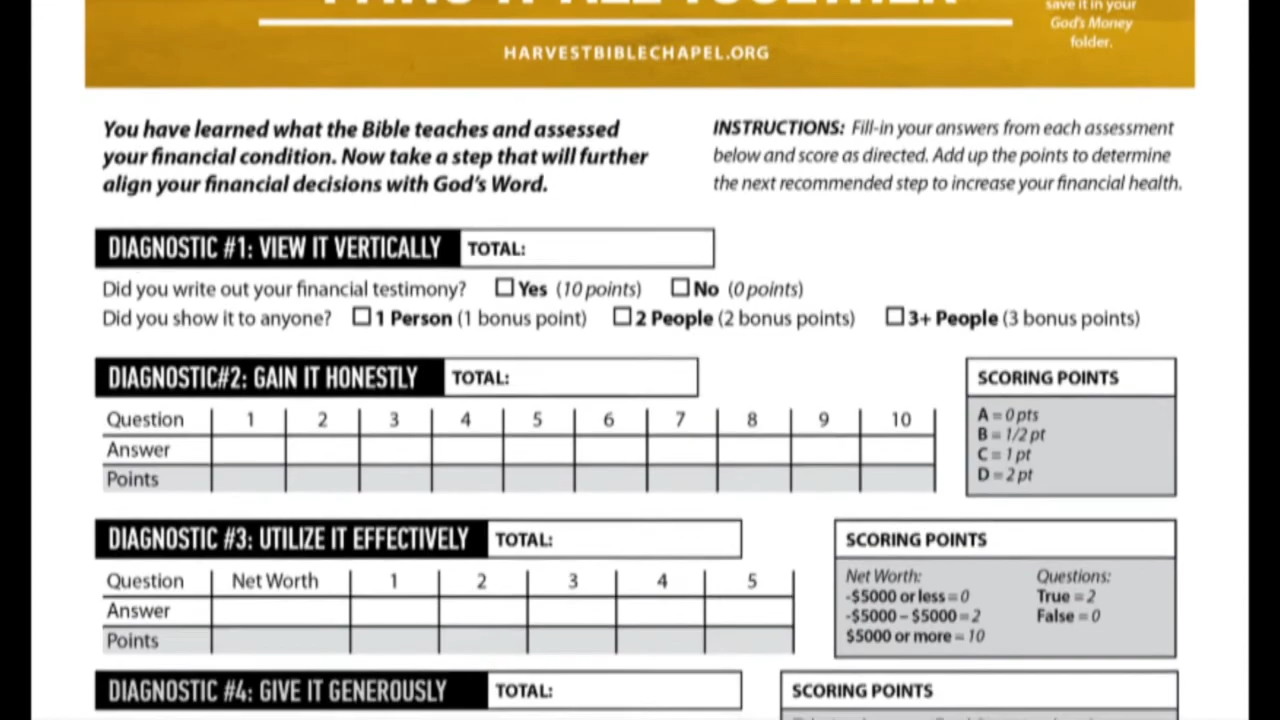 save it in your
God's Money
folder.
HARVESTBIBLECHAPEL.ORG
You have learned what the Bible teaches and assessed
your financial condition. Now take a step that will further
align your financial decisions with God's Word.
INSTRUCTIONS: Fill-in your answers from each assessment
below and score as directed. Add up the points to determine
the next recommended step to increase your financial health.
DIAGNOSTIC #1: VIEW IT VERTICALLY TOTAL:
Did you write out your financial testimony? Yes (10 points) No (0 points)
Did you show it to anyone? 1 Person (1 bonus point) 2 People (2 bonus points) 3+ People (3 bonus points)
DIAGNOSTIC#2: GAIN IT HONESTLY TOTAL:
Question 1 2 3 4 5 6 7 8 9 10
Answer
Points
SCORING POINTS
A = 0 pts
B = 1/2 pt
C = 1 pt
D = 2 pt
DIAGNOSTIC #3: UTILIZE IT EFFECTIVELY TOTAL:
Question Net Worth 1 2 3 4 5
Answer
Points
SCORING POINTS
Net Worth: Questions:
-$5000 or less = 0 True = 2
-$5000 – $5000 = 2 False = 0
$5000 or more = 10
DIAGNOSTIC #4: GIVE IT GENEROUSLY TOTAL:
SCORING POINTS